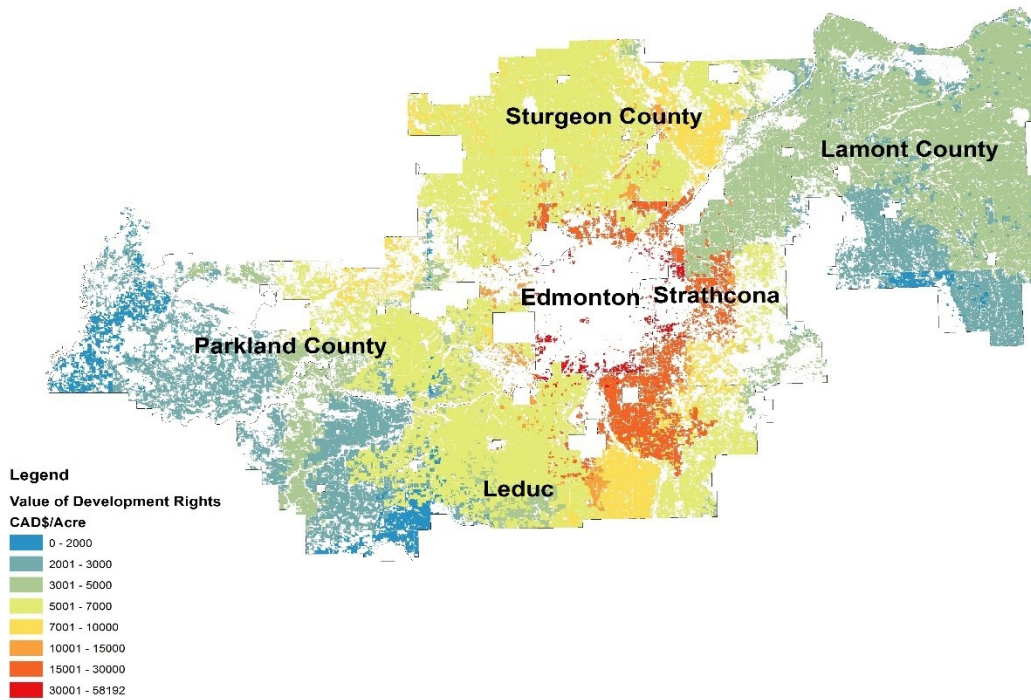 Sturgeon County
Lamont County
Edmonton
Strathcona
Parkland County
Leduc
Legend
Value of Development Rights
CAD$/Acre
0 - 2000
2001 - 3000
3001 - 5000
5001 - 7000
7001 - 10000
10001 - 15000
15001 - 30000
30001 - 58192